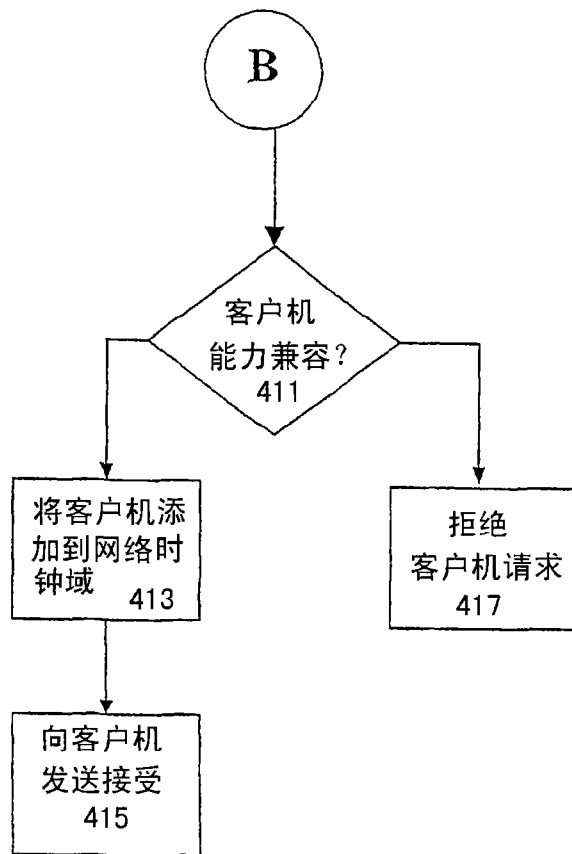 B
客户机
能力兼容？
411
将客户机添
加到网络时
钟域 413
拒绝
客户机请求
417
向客户机
发送接受
415